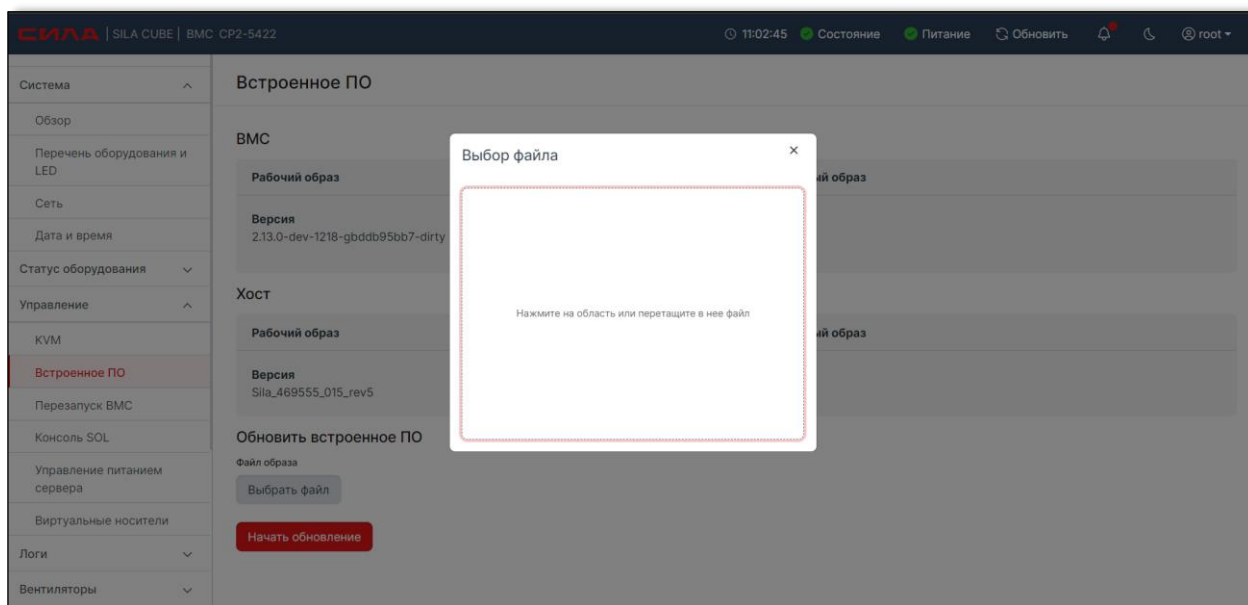 СИЛА | SILA CUBE | BMC CP2-5422
11:02:45 Состояние Питание Обновить root
Система
Обзор
Перечень оборудования и
LED
Сеть
Дата и время
Статус оборудования
Управление
KVM
Встроенное ПО
Перезапуск BMC
Консоль SOL
Управление питанием
сервера
Виртуальные носители
Логи
Вентиляторы
Встроенное ПО
BMC
Рабочий образ
образ
Версия
2.13.0-dev-1218-gbddb95bb7-dirty
Хост
Рабочий образ
образ
Версия
Sila_469555_015_rev5
Обновить встроенное ПО
Файл образа
Выбрать файл
Начать обновление
Выбор файла
Нажмите на область или перетащите в нее файл